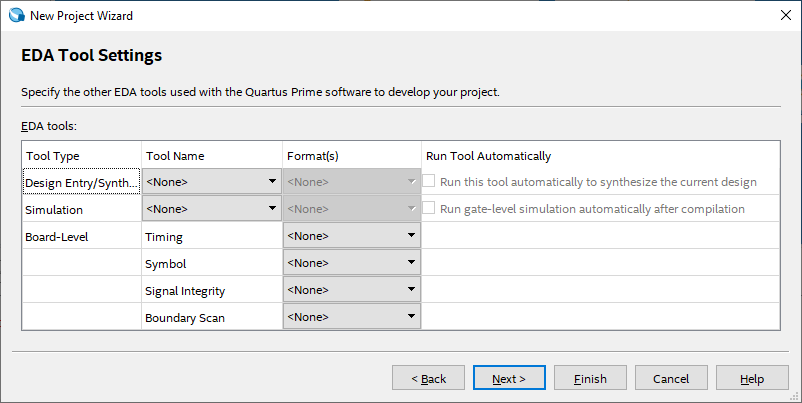 New Project Wizard
EDA Tool Settings
Specify the other EDA tools used with the Quartus Prime software to develop your project.
EDA tools:
Tool Type Tool Name Format(s) Run Tool Automatically
Design Entry/Synth... <None> <None> Run this tool automatically to synthesize the current design
Simulation <None> <None> Run gate-level simulation automatically after compilation
Board-Level Timing <None>
Symbol <None>
Signal Integrity <None>
Boundary Scan <None>
< Back Next > Finish Cancel Help